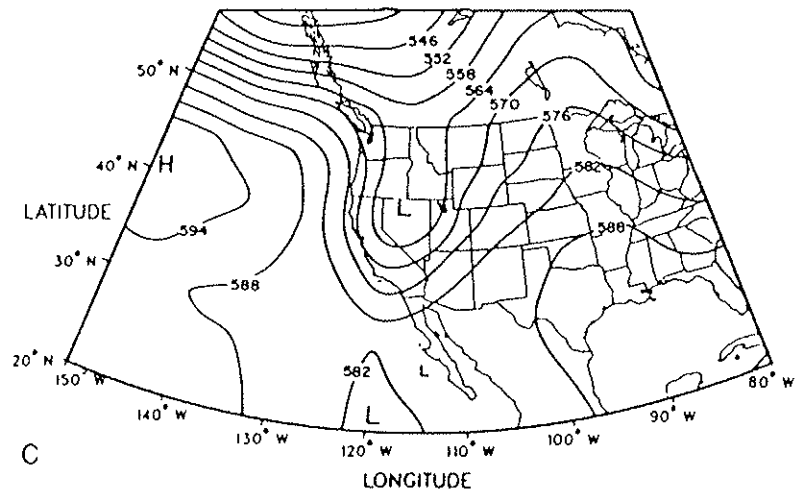 546
552
50° N
558
564
570
576
40° N H
582
LATITUDE
L
594
588
30° N
588
20° N
582
L
150° W
80° W
L
140° W
90° W
130° W
120° W
110° W
100° W
C
LONGITUDE